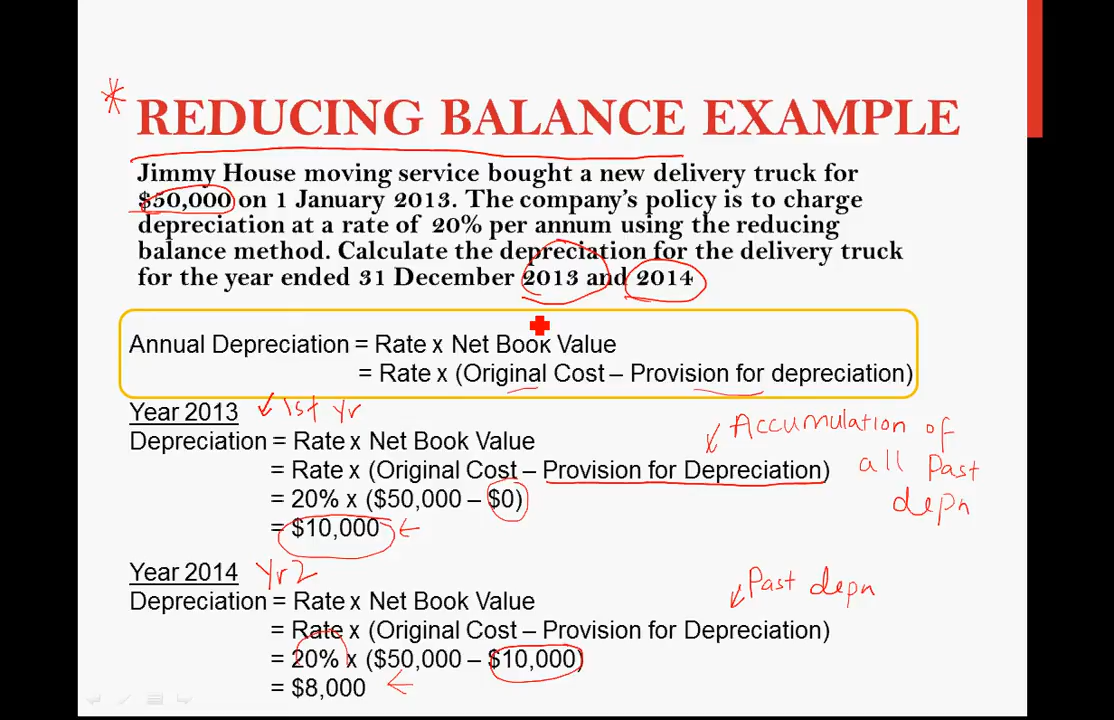 REDUCING BALANCE EXAMPLE
Jimmy House moving service bought a new delivery truck for
$50,000 on 1 January 2013. The company's policy is to charge
depreciation at a rate of 20% per annum using the reducing
balance method. Calculate the depreciation for the delivery truck
for the year ended 31 December 2013 and 2014
Annual Depreciation = Rate x Net Book Value
= Rate x (Original Cost – Provision for depreciation)
Year 2013 1st yr
Depreciation = Rate x Net Book Value
= Rate x (Original Cost – Provision for Depreciation)
= 20% x ($50,000 – $0)
= $10,000
Accumulation of
all Past
depn
Year 2014 Yr 2
Depreciation = Rate x Net Book Value
= Rate x (Original Cost – Provision for Depreciation)
= 20% x ($50,000 – $10,000)
= $8,000
Past depn